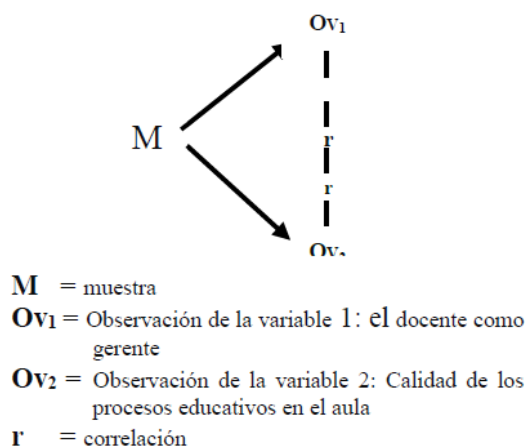 Ov₁
r
M
r
Ov₂
M = muestra
Ov₁ = Observación de la variable 1: el docente como
gerente
Ov₂ = Observación de la variable 2: Calidad de los
procesos educativos en el aula
r = correlación